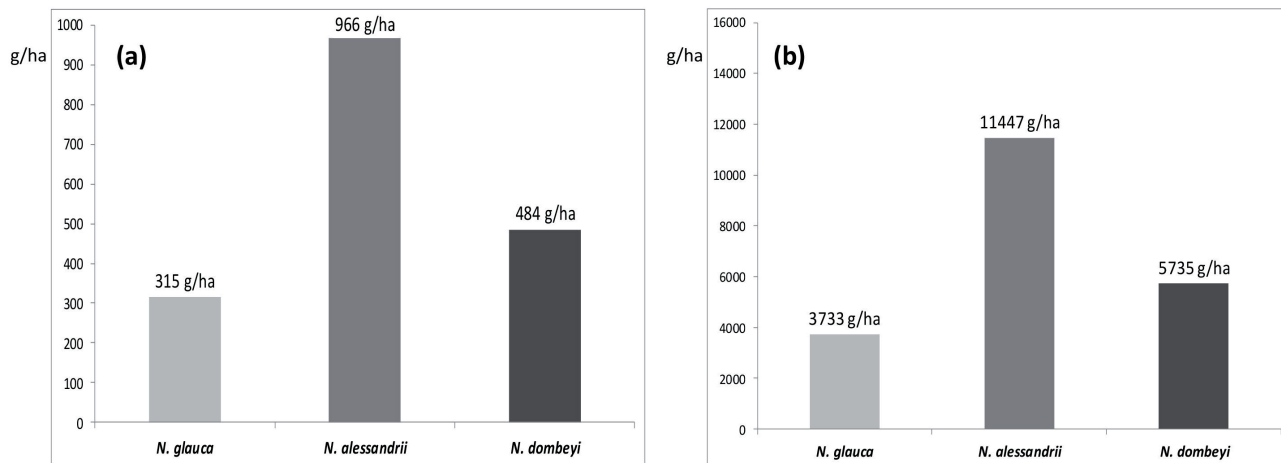 g/ha
(a)
1000
900
800
700
600
500
400
300
200
100
0
315 g/ha
966 g/ha
484 g/ha
N. glauca
N. alessandrii
N. dombeyi
g/ha
(b)
16000
14000
12000
10000
8000
6000
4000
2000
0
3733 g/ha
11447 g/ha
5735 g/ha
N. glauca
N. alessandrii
N. dombeyi